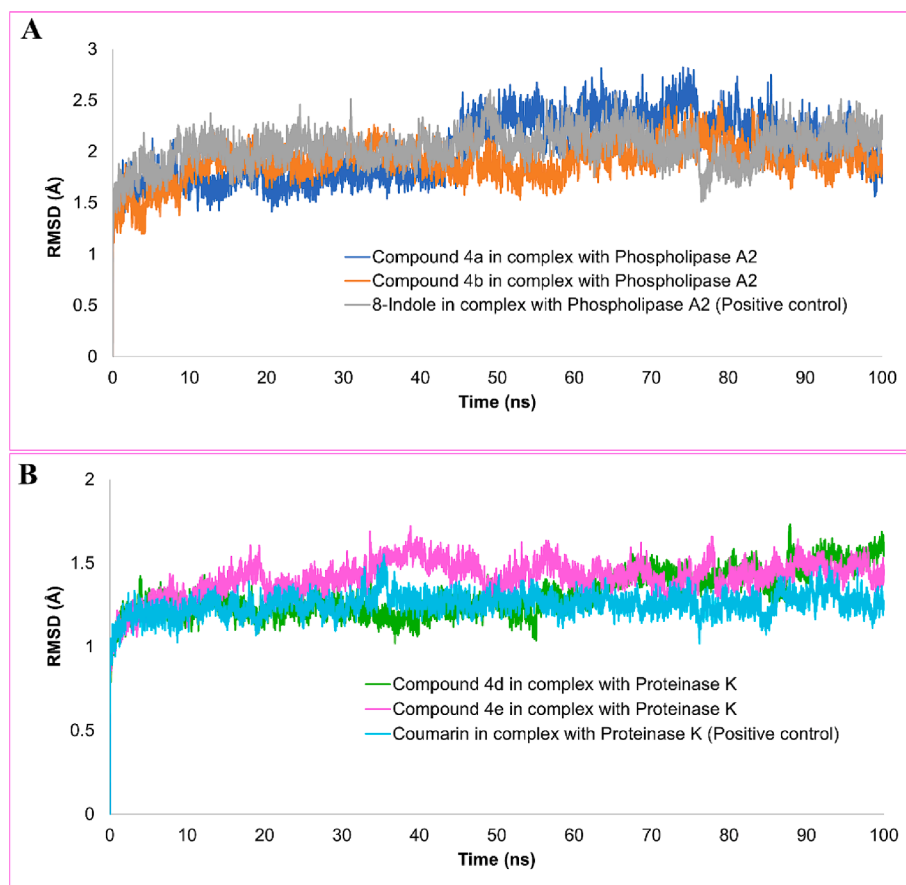 A
3
2.5
2
1.5
1
0.5
0
RMSD (Å)
Compound 4a in complex with Phospholipase A2
Compound 4b in complex with Phospholipase A2
8-Indole in complex with Phospholipase A2 (Positive control)
0 10 20 30 40 50 60 70 80 90 100
Time (ns)
B
2
1.5
1
0.5
0
RMSD (Å)
Compound 4d in complex with Proteinase K
Compound 4e in complex with Proteinase K
Coumarin in complex with Proteinase K (Positive control)
0 10 20 30 40 50 60 70 80 90 100
Time (ns)